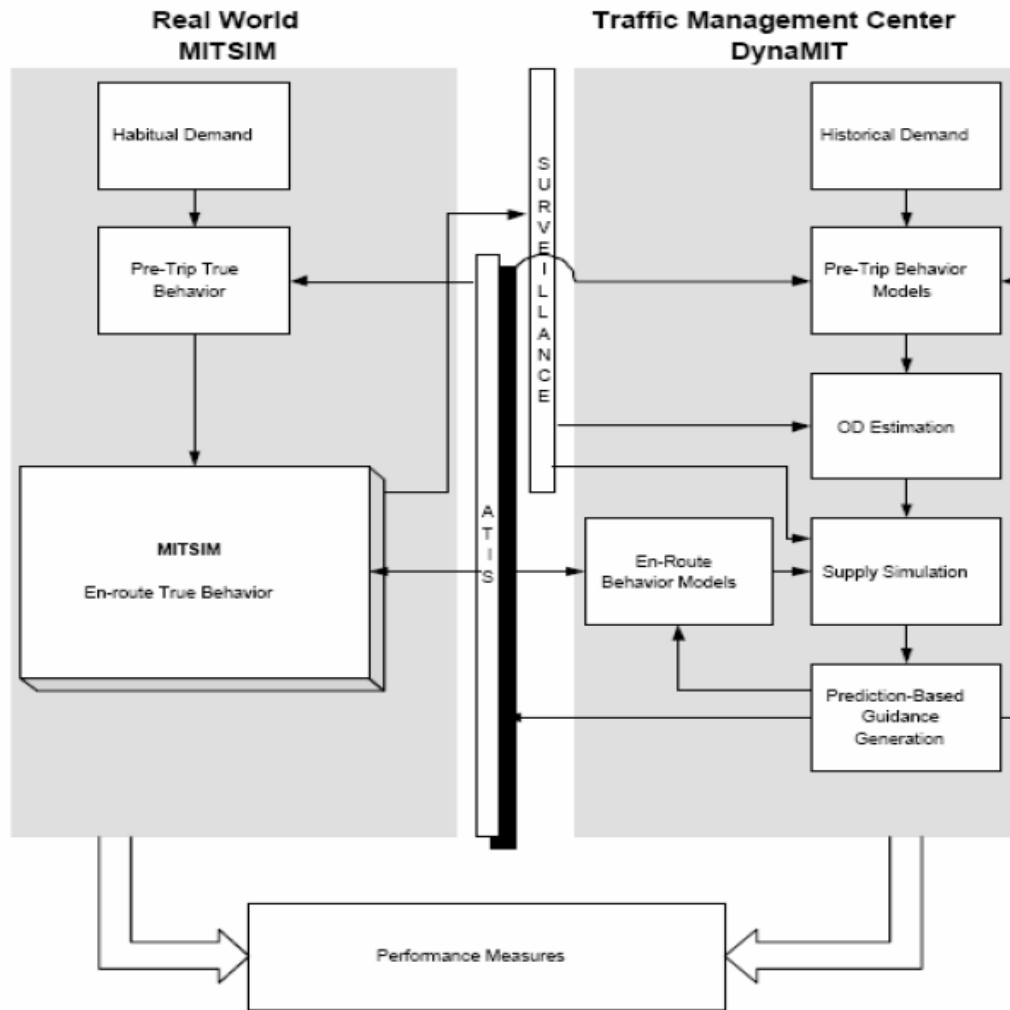 Real World
MITSIM
Traffic Management Center
DynaMIT
Habitual Demand
Pre-Trip True
Behavior
MITSIM
En-route True Behavior
SURVEILLANCE
ATIS
Historical Demand
Pre-Trip Behavior
Models
OD Estimation
En-Route
Behavior Models
Supply Simulation
Prediction-Based
Guidance
Generation
Performance Measures